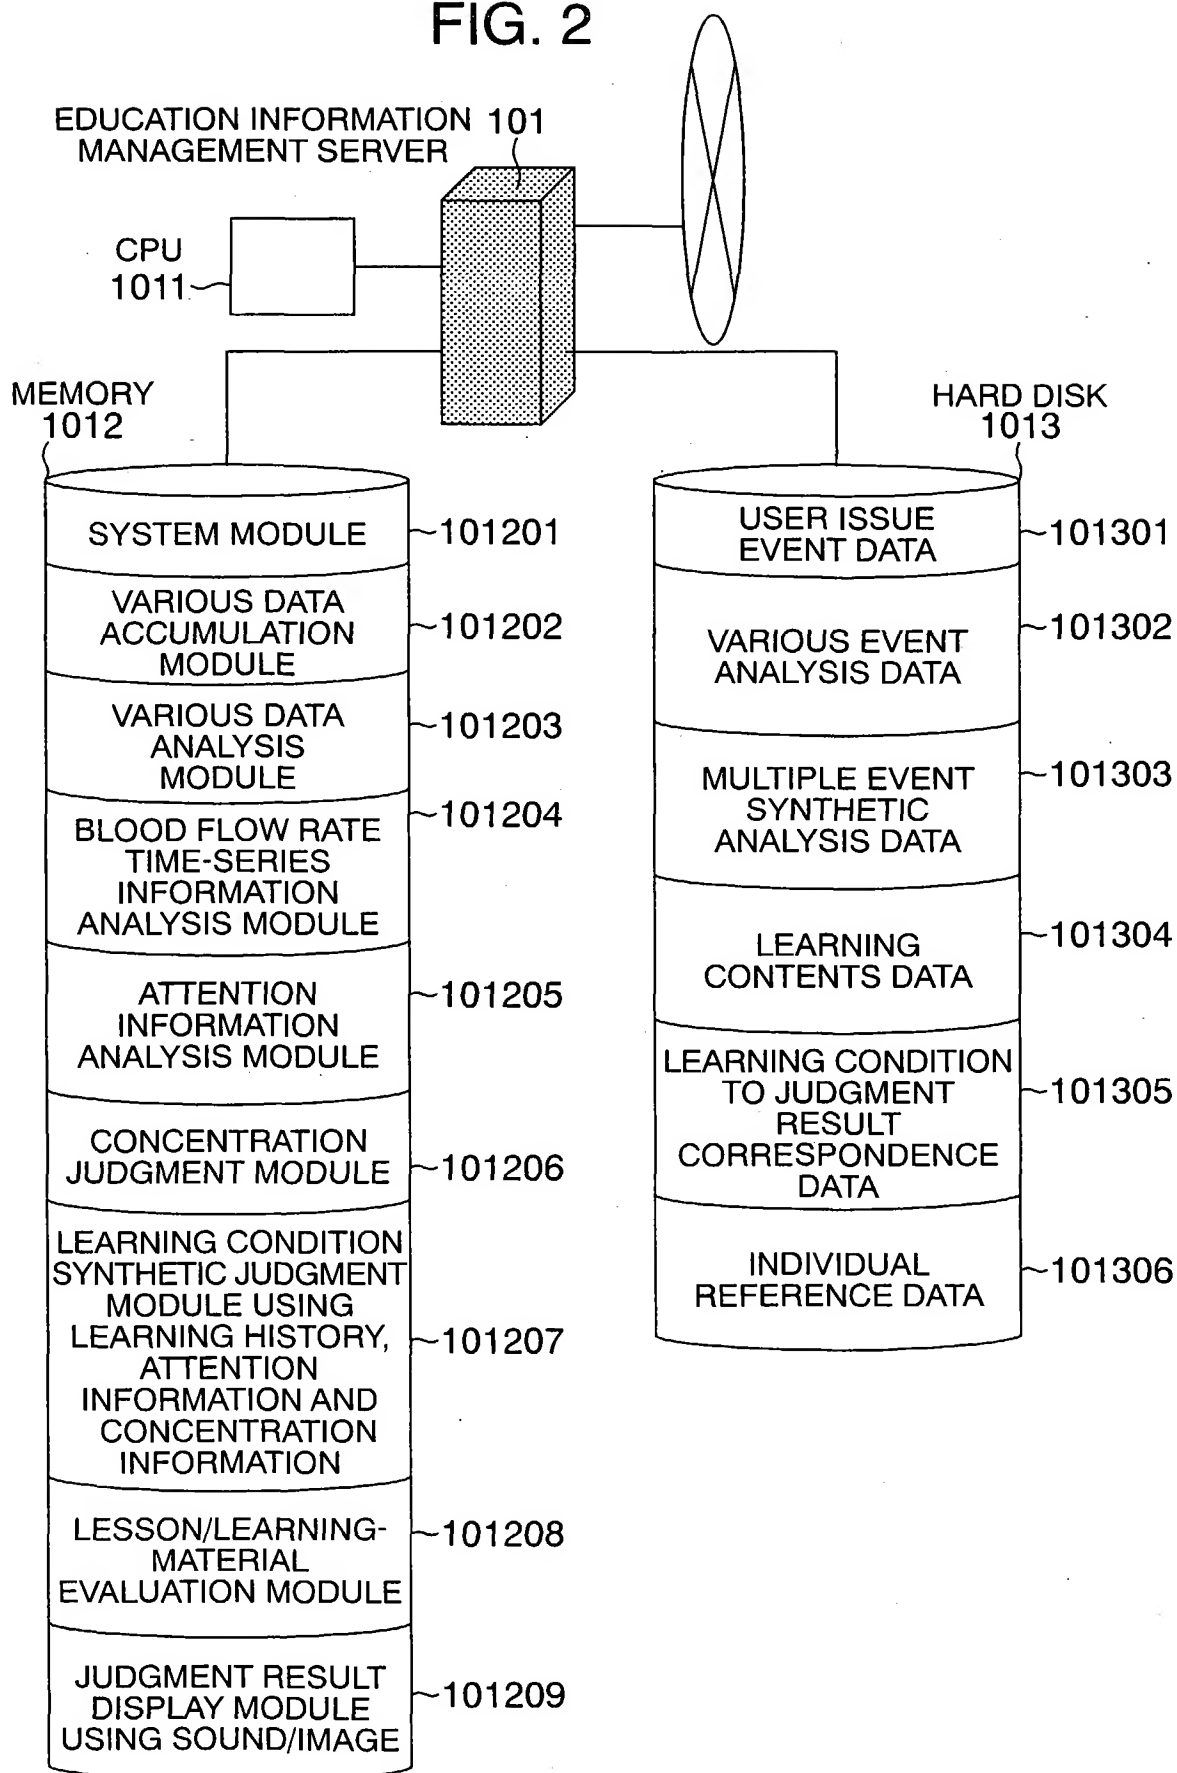 FIG. 2
EDUCATION INFORMATION 101
MANAGEMENT SERVER
CPU
1011
MEMORY
1012
SYSTEM MODULE
101201
VARIOUS DATA
ACCUMULATION
MODULE
101202
VARIOUS DATA
ANALYSIS
MODULE
101203
BLOOD FLOW RATE
TIME-SERIES
INFORMATION
ANALYSIS MODULE
101204
ATTENTION
INFORMATION
ANALYSIS MODULE
101205
CONCENTRATION
JUDGMENT MODULE
101206
LEARNING CONDITION
SYNTHETIC JUDGMENT
MODULE USING
LEARNING HISTORY,
ATTENTION
INFORMATION AND
CONCENTRATION
INFORMATION
101207
LESSON/LEARNING-
MATERIAL
EVALUATION MODULE
101208
JUDGMENT RESULT
DISPLAY MODULE
USING SOUND/IMAGE
101209
HARD DISK
1013
USER ISSUE
EVENT DATA
101301
VARIOUS EVENT
ANALYSIS DATA
101302
MULTIPLE EVENT
SYNTHETIC
ANALYSIS DATA
101303
LEARNING
CONTENTS DATA
101304
LEARNING CONDITION
TO JUDGMENT
RESULT
CORRESPONDENCE
DATA
101305
INDIVIDUAL
REFERENCE DATA
101306